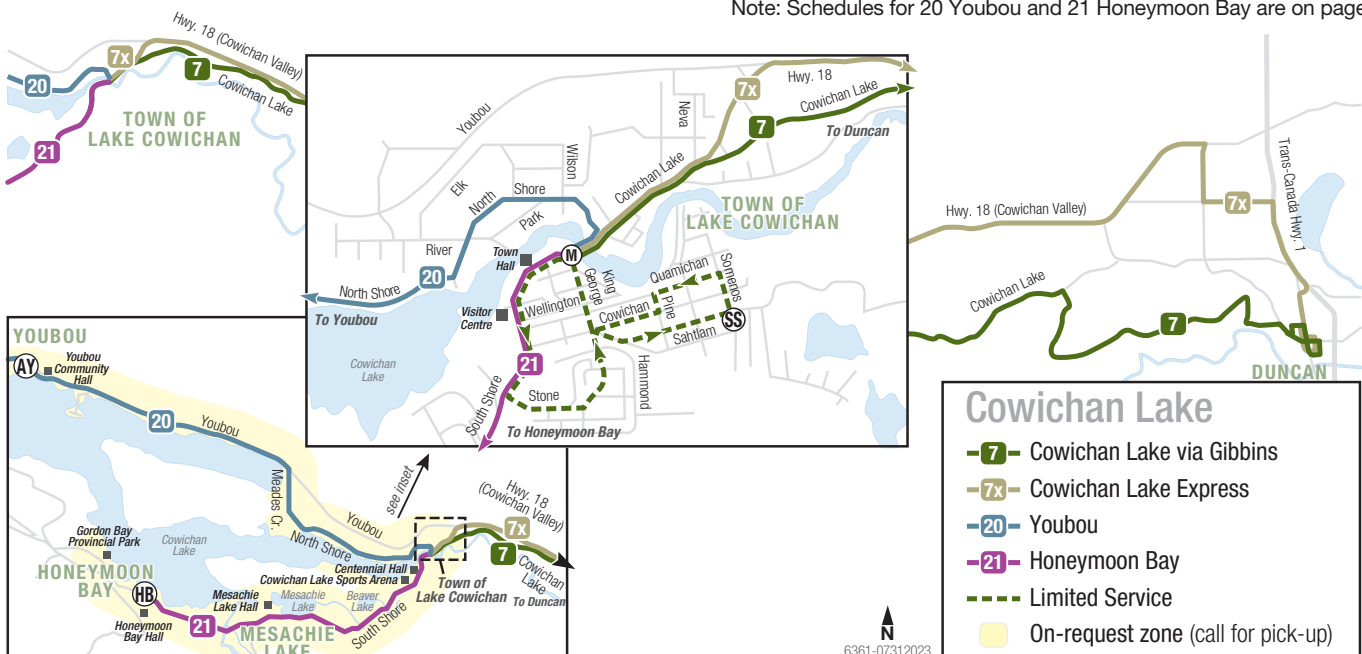 Note: Schedules for 20 Youbou and 21 Honeymoon Bay are on page
Hwy. 18 (Cowichan Valley)
7x
20
7
Cowichan Lake
TOWN OF
LAKE COWICHAN
21
Hwy. 18
7x
Cowichan Lake
7
To Duncan
Youbou
Neva
Wilson
Elk
North
Shore
Cowichan Lake
Park
TOWN OF
LAKE COWICHAN
River
Town
Hall
M
20
North Shore
To Youbou
King
George
Quamichan
Somenos
Wellington
Cowichan
Pine
Visitor
Centre
Sahtlam
SS
Cowichan
Lake
21
Hammond
Stone
South Shore
To Honeymoon Bay
Trans-Canada Hwy. 1
7x
Hwy. 18 (Cowichan Valley)
Cowichan Lake
7
DUNCAN
YOUBOU
AY
Youbou
Community
Hall
20
Youbou
Meades Cr.
see inset
Hwy. 18
(Cowichan Valley)
Youbou
7x
Gordon Bay
Provincial Park
Cowichan
Lake
North Shore
7
Cowichan
Lake
To Duncan
Centennial Hall
Cowichan Lake Sports Arena
Town of
Lake Cowichan
HONEYMOON
BAY
HB
Mesachie
Lake Hall
Mesachie
Lake
Beaver
Lake
South Shore
Honeymoon
Bay Hall
21
MESACHIE
LAKE
N
6361-07312023
Cowichan Lake
7 Cowichan Lake via Gibbins
7x Cowichan Lake Express
20 Youbou
21 Honeymoon Bay
Limited Service
On-request zone (call for pick-up)